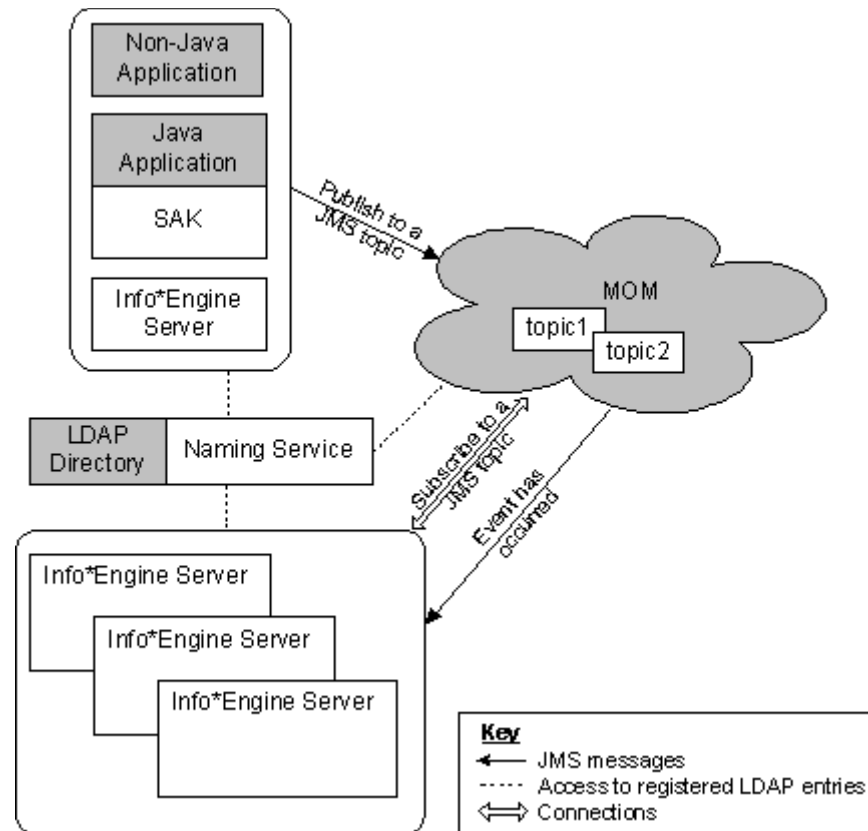 Non-Java
Application
Java
Application
SAK
Info*Engine
Server
Publish to a
JMS topic
MOM
topic1
topic2
LDAP
Directory
Naming Service
Subscribe to a
JMS topic
Event has
occurred
Info*Engine Server
Info*Engine Server
Info*Engine Server
Key
JMS messages
Access to registered LDAP entries
Connections